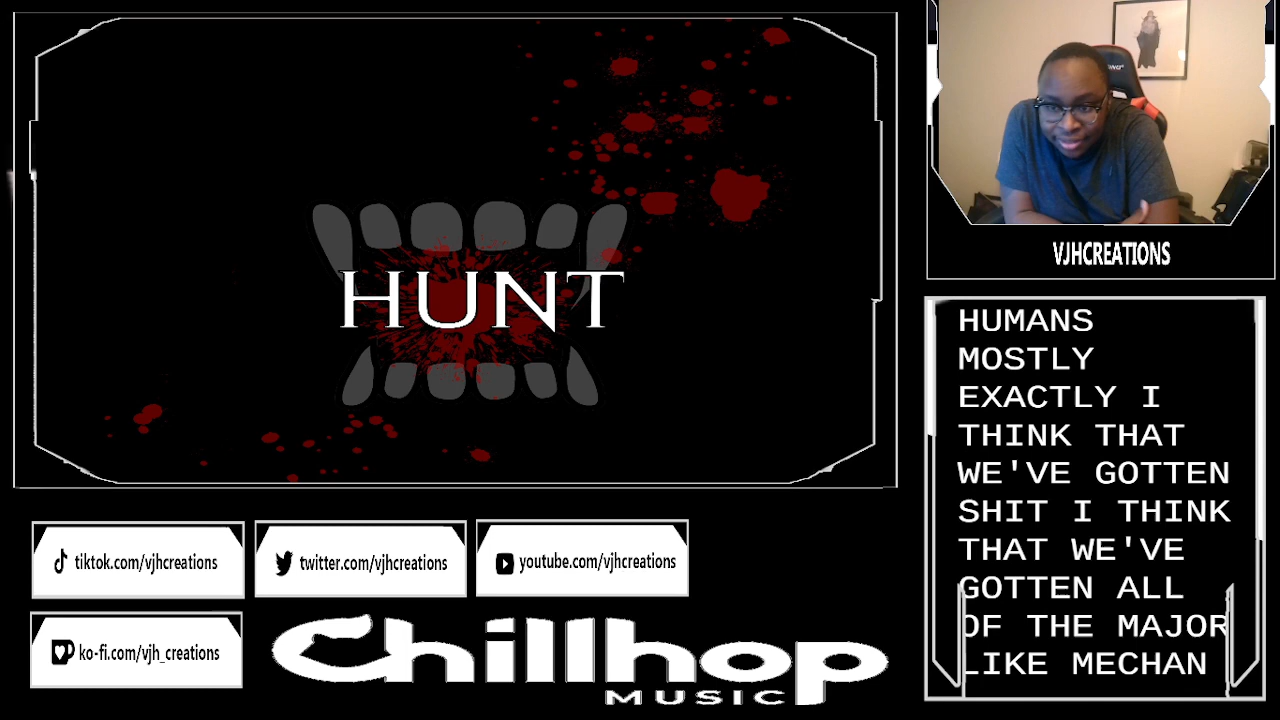 HUNT
VJHCREATIONS
HUMANS
MOSTLY
EXACTLY I
THINK THAT
WE'VE GOTTEN
SHIT I THINK
THAT WE'VE
GOTTEN ALL
OF THE MAJOR
LIKE MECHAN
tiktok.com/vjhcreations
twitter.com/vjhcreations
youtube.com/vjhcreations
ko-fi.com/vjh_creations
Chillhop
MUSIC